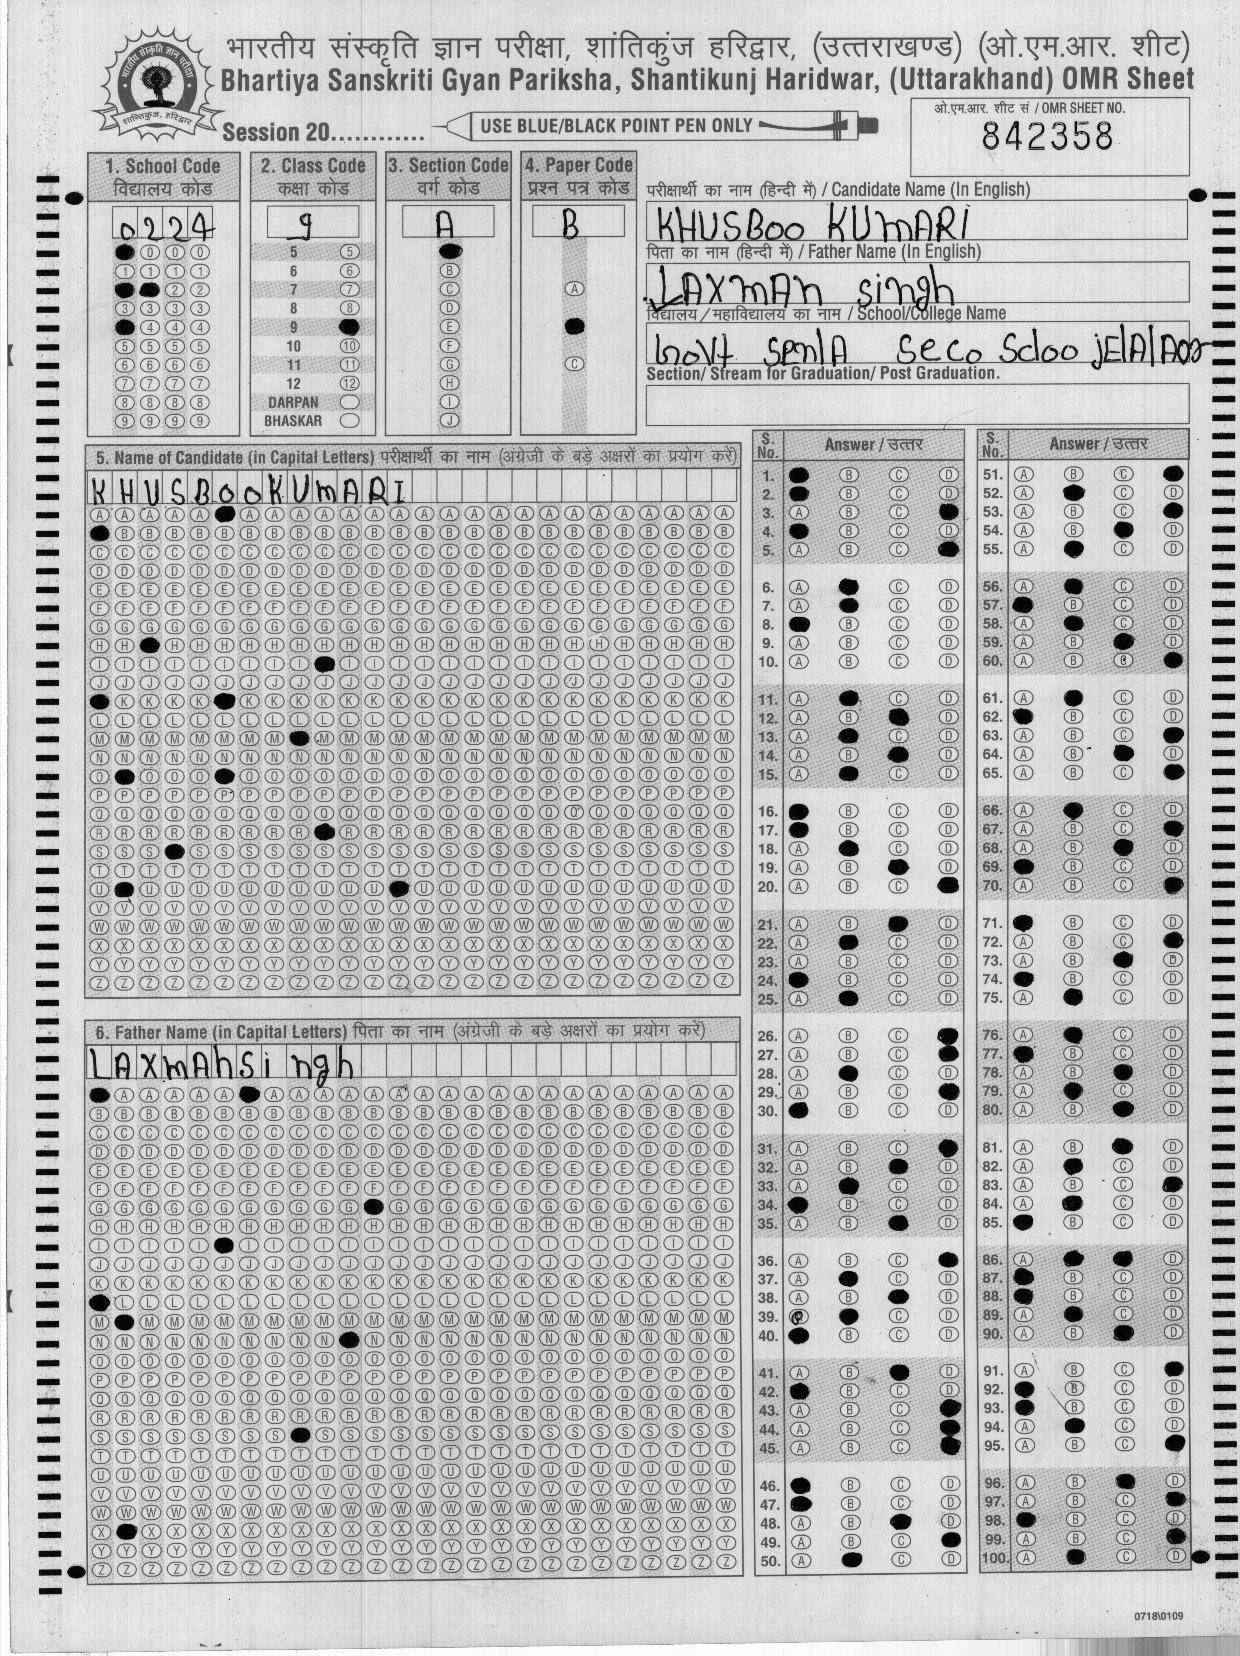 भारतीय संस्कृति ज्ञान परीक्षा, शांतिकुंज हरिद्वार, (उत्तराखण्ड) (ओ.एम.आर. शीट)
Bhartiya Sanskriti Gyan Pariksha, Shantikunj Haridwar, (Uttarakhand) OMR Sheet
Session 20............
USE BLUE/BLACK POINT PEN ONLY
ओ.एम.आर. शीट सं / OMR SHEET NO.
842358
1. School Code
विद्यालय कोड
0224
2. Class Code
कक्षा कोड
9
5
6
7
8
9
10
11
12
DARPAN
BHASKAR
3. Section Code
वर्ग कोड
A
4. Paper Code
प्रश्न पत्र कोड
B
परीक्षार्थी का नाम (हिन्दी में) / Candidate Name (In English)
KHUSBoo KUmARI
पिता का नाम (हिन्दी में) / Father Name (In English)
LAXmAh singh
विद्यालय / महाविद्यालय का नाम / School/College Name
Seco
Section/ Stream for Graduation/ Post Graduation.
5. Name of Candidate (in Capital Letters) परीक्षार्थी का नाम (अंग्रेजी के बड़े अक्षरों का प्रयोग करें)
KHUSBooKUmARI
6. Father Name (in Capital Letters) पिता का नाम (अंग्रेजी के बड़े अक्षरों का प्रयोग करें)
LAXmAhSi ngh
S. No. Answer / उत्तर
S. No. Answer / उत्तर
0718\0109